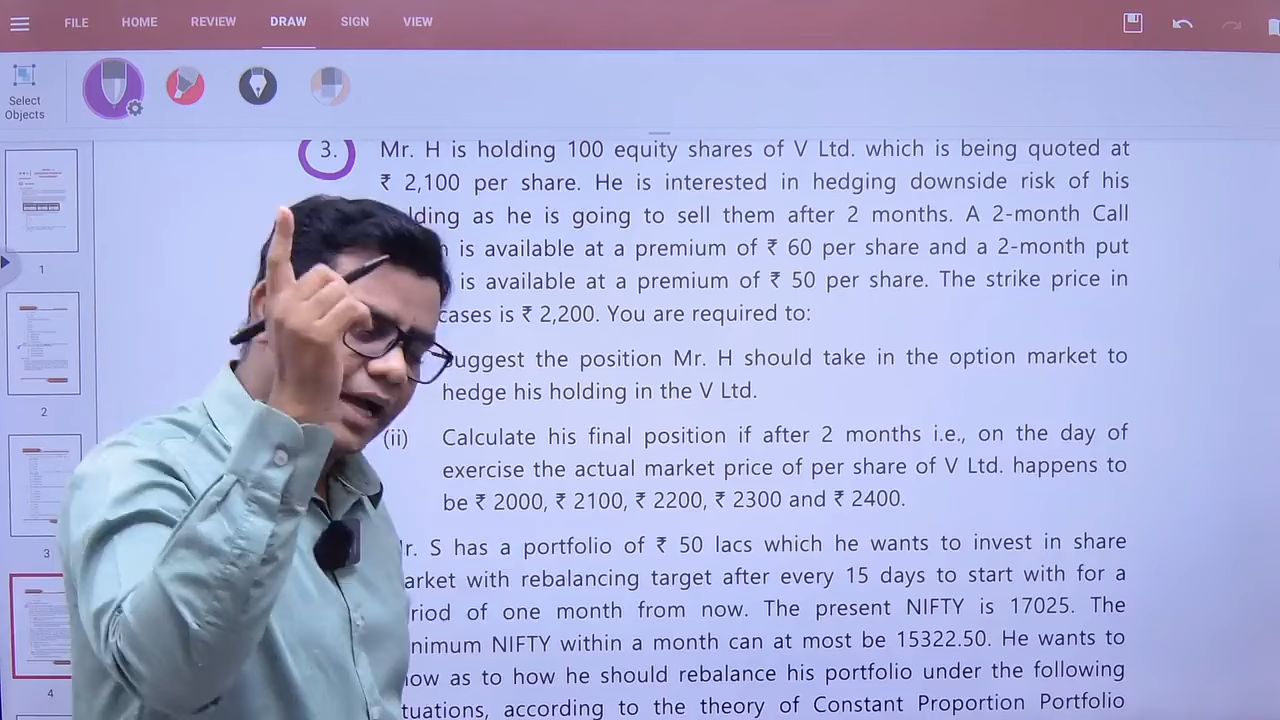 FILE HOME REVIEW DRAW SIGN VIEW
Select
Objects
1
2
3
4
3. Mr. H is holding 100 equity shares of V Ltd. which is being quoted at
₹ 2,100 per share. He is interested in hedging downside risk of his
lding as he is going to sell them after 2 months. A 2-month Call
n is available at a premium of ₹ 60 per share and a 2-month put
is available at a premium of ₹ 50 per share. The strike price in
cases is ₹ 2,200. You are required to:
suggest the position Mr. H should take in the option market to
hedge his holding in the V Ltd.
(ii) Calculate his final position if after 2 months i.e., on the day of
exercise the actual market price of per share of V Ltd. happens to
be ₹ 2000, ₹ 2100, ₹ 2200, ₹ 2300 and ₹ 2400.
r. S has a portfolio of ₹ 50 lacs which he wants to invest in share
arket with rebalancing target after every 15 days to start with for a
riod of one month from now. The present NIFTY is 17025. The
nimum NIFTY within a month can at most be 15322.50. He wants to
ow as to how he should rebalance his portfolio under the following
tuations, according to the theory of Constant Proportion Portfolio